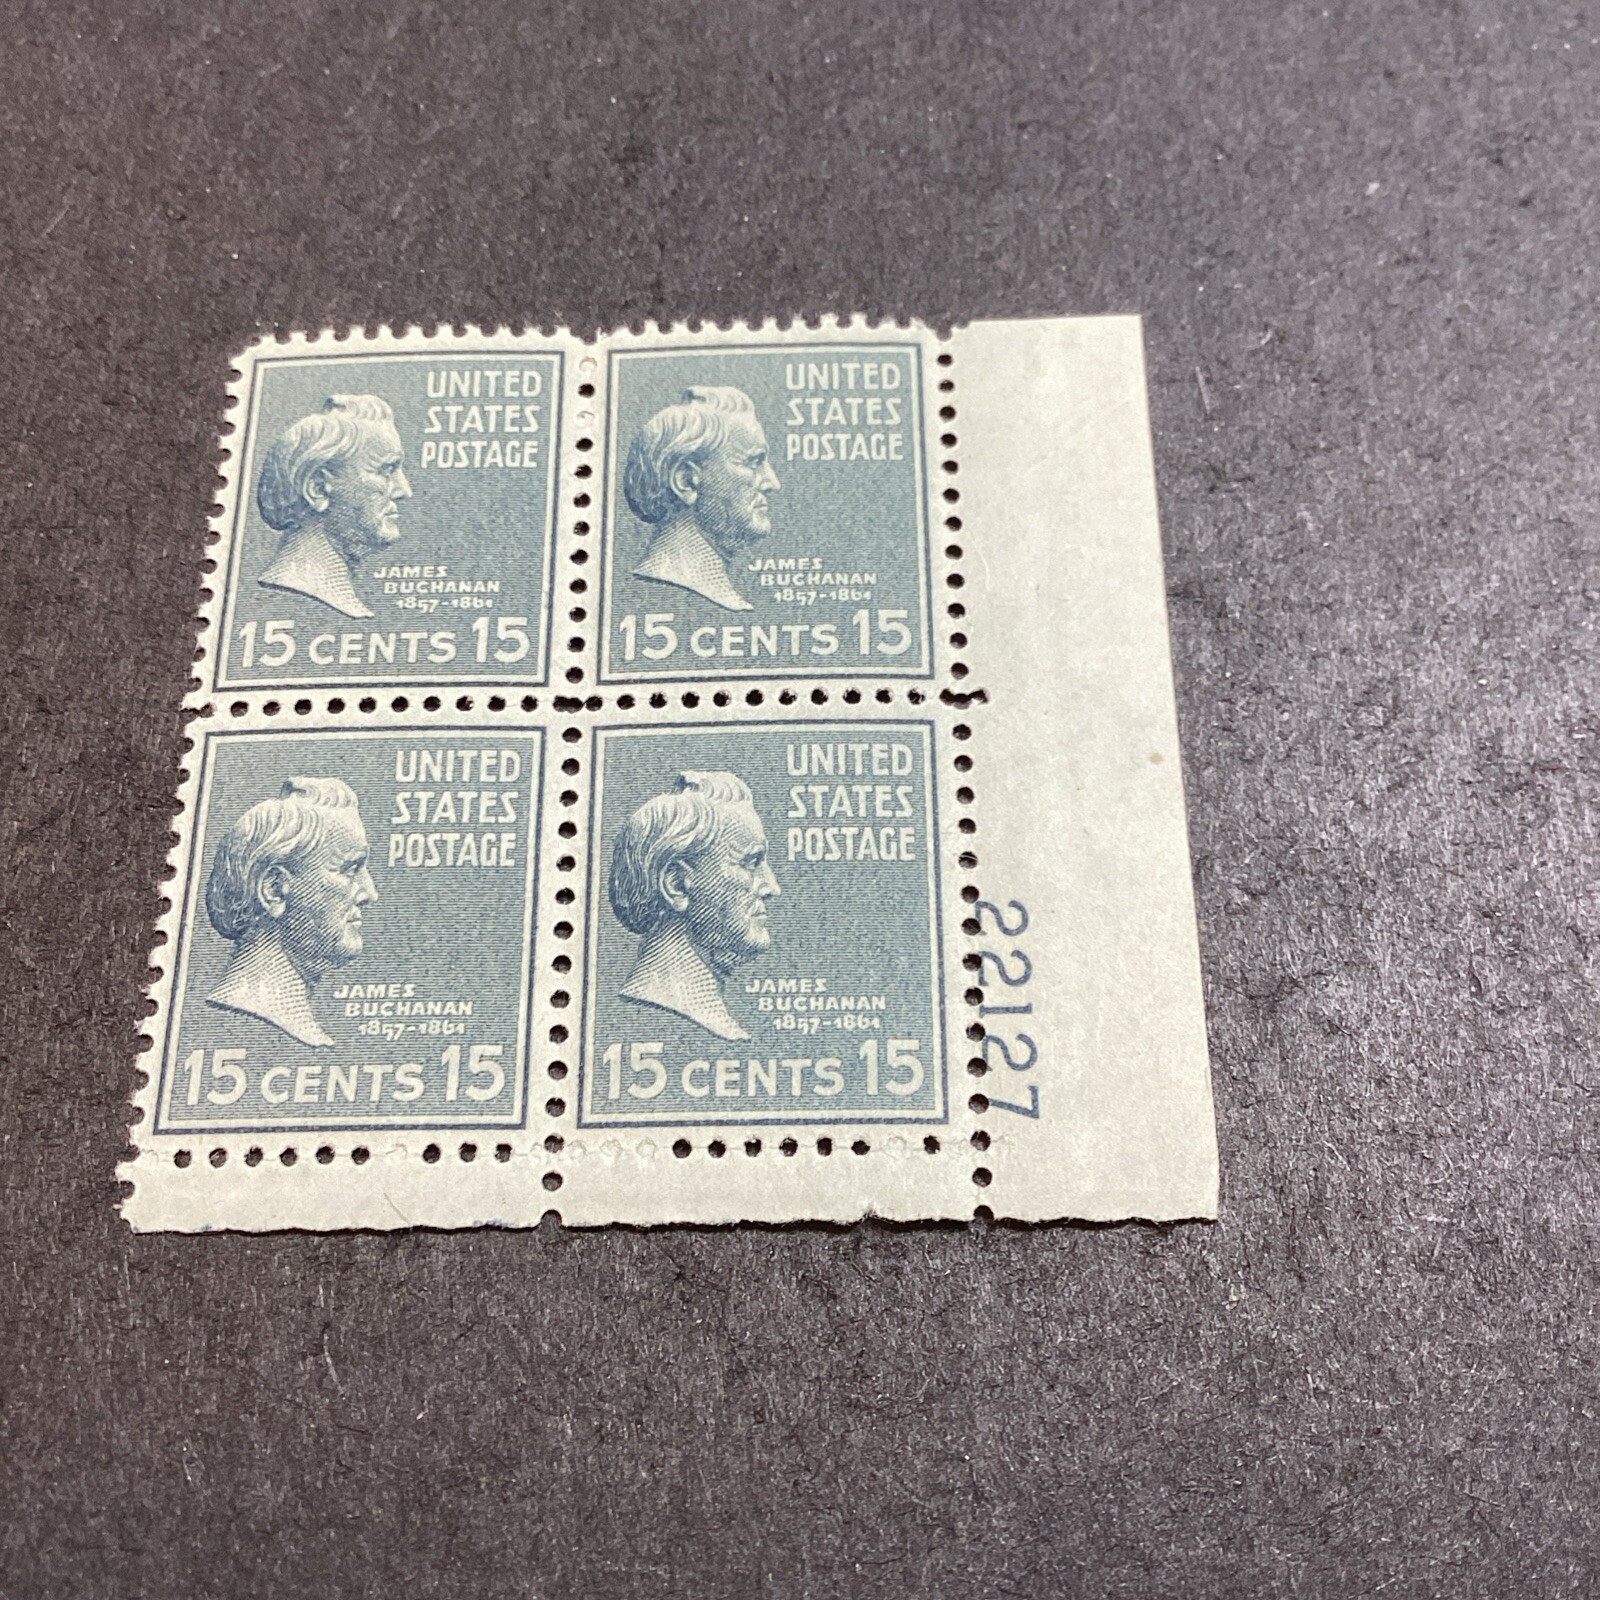 UNITED
STATES
POSTAGE
JAMES
BUCHANAN
1857-1861
15 CENTS 15
UNITED
STATES
POSTAGE
JAMES
BUCHANAN
1857-1861
15 CENTS 15
UNITED
STATES
POSTAGE
JAMES
BUCHANAN
1857-1861
15 CENTS 15
UNITED
STATES
POSTAGE
JAMES
BUCHANAN
1857-1861
15 CENTS 15
22127